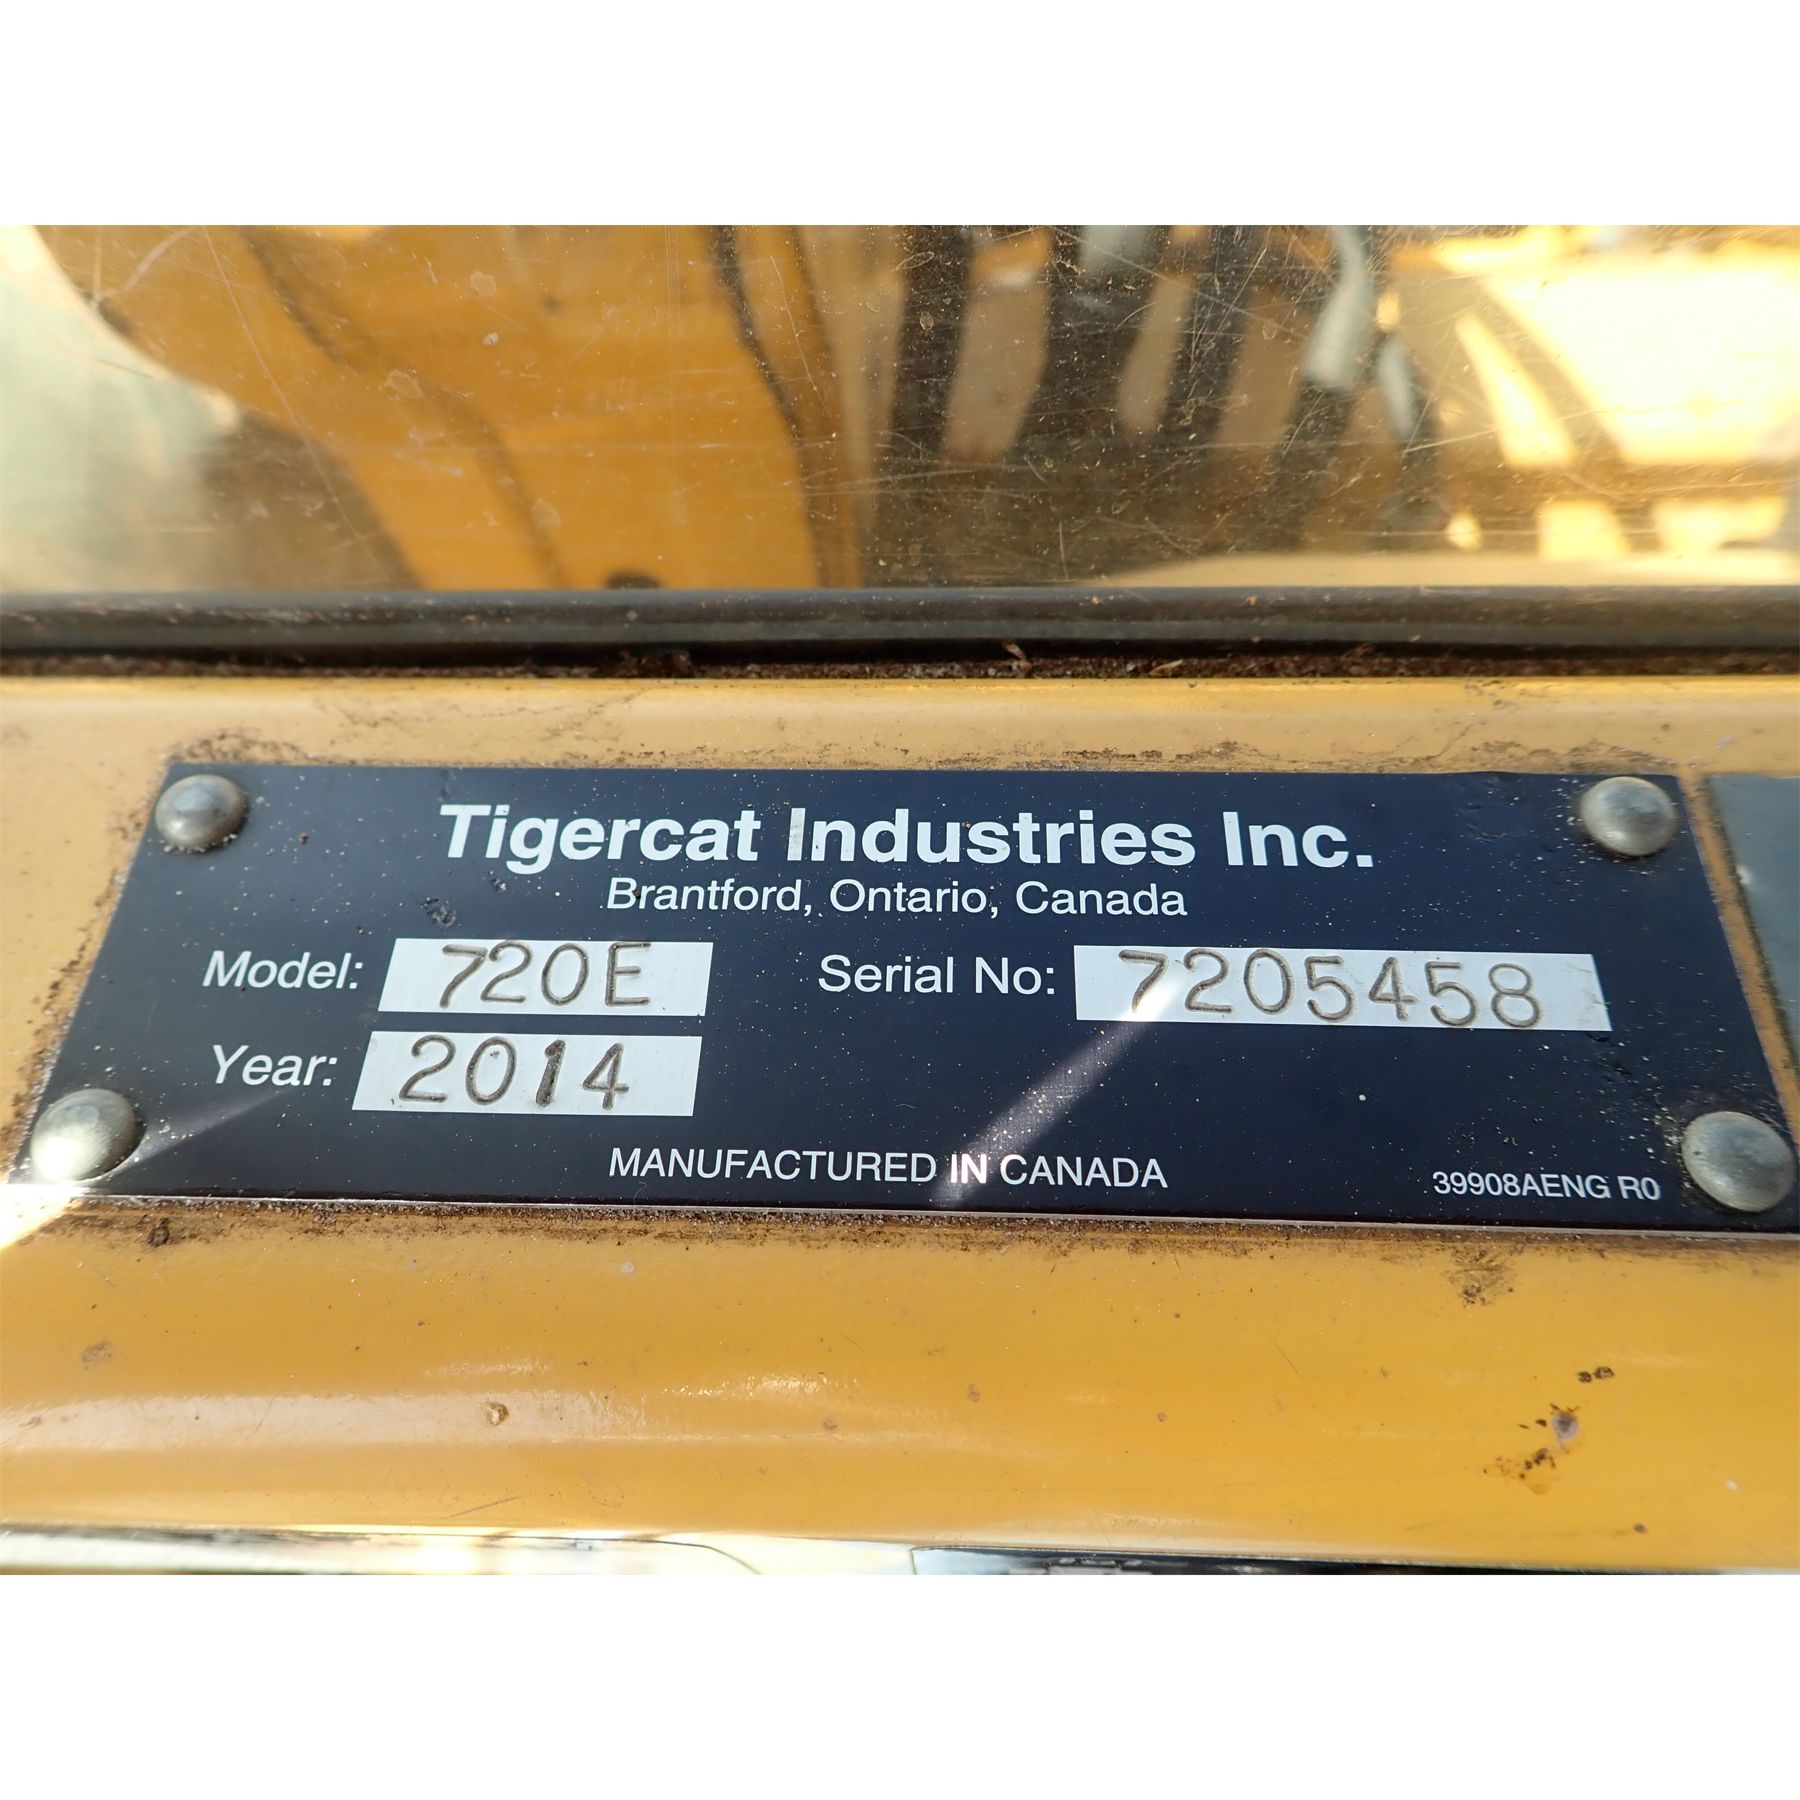 Tigercat Industries Inc.
Brantford, Ontario, Canada
Model: 720E Serial No: 7205458
Year: 2014
MANUFACTURED IN CANADA
39908AENG R0